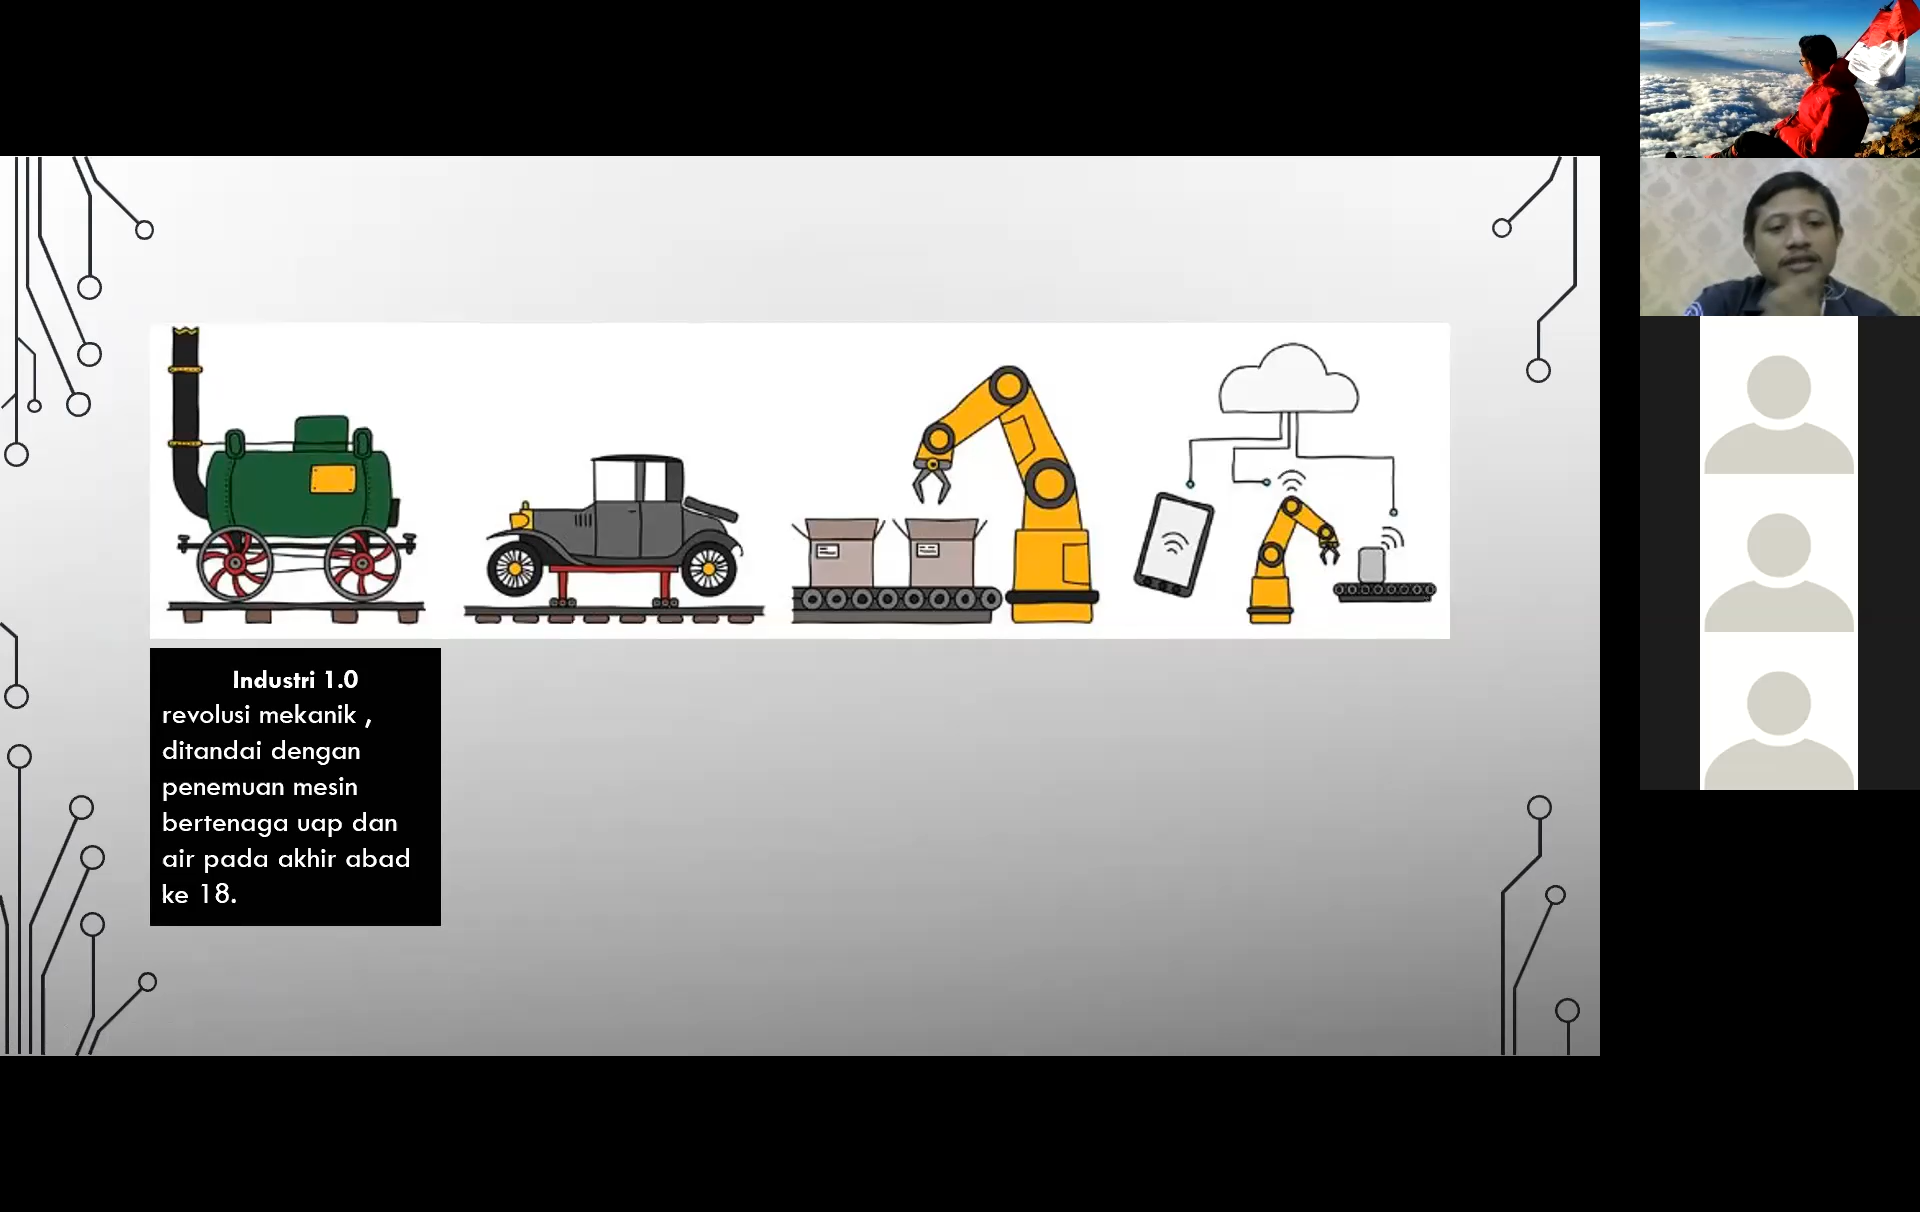 Industri 1.0
revolusi mekanik ,
ditandai dengan
penemuan mesin
bertenaga uap dan
air pada akhir abad
ke 18.